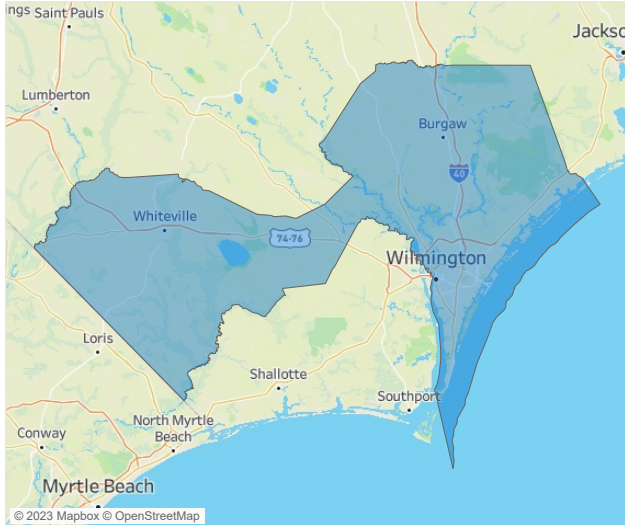 ngs
Saint Pauls
Jackso
Lumberton
Burgaw
40
Whiteville
74-76
Wilmington
Loris
Shallotte
Southport
North Myrtle
Beach
Conway
Myrtle Beach
© 2023 Mapbox © OpenStreetMap